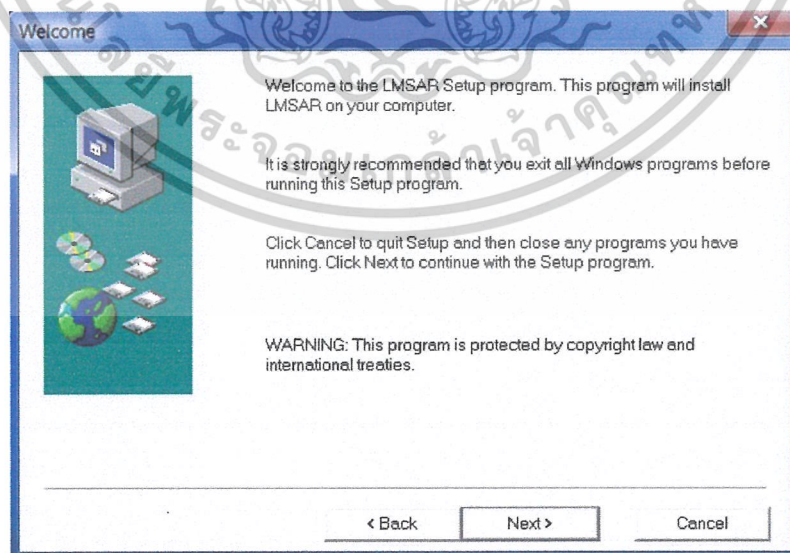 Welcome
Welcome to the LMSAR Setup program. This program will install
LMSAR on your computer.
It is strongly recommended that you exit all Windows programs before
running this Setup program.
Click Cancel to quit Setup and then close any programs you have
running. Click Next to continue with the Setup program.
WARNING: This program is protected by copyright law and
international treaties.
< Back
Next >
Cancel